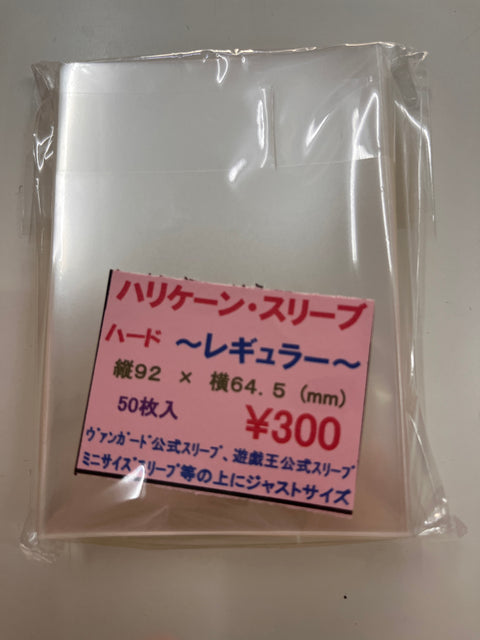 ハリケーン・スリーブ
ハード ～レギュラー～
縦92 × 横64.5 (mm)
50枚入 ¥300
ヴァンガード公式スリーブ、遊戯王公式スリーブ
ミニサイズスリーブ等の上にジャストサイズ